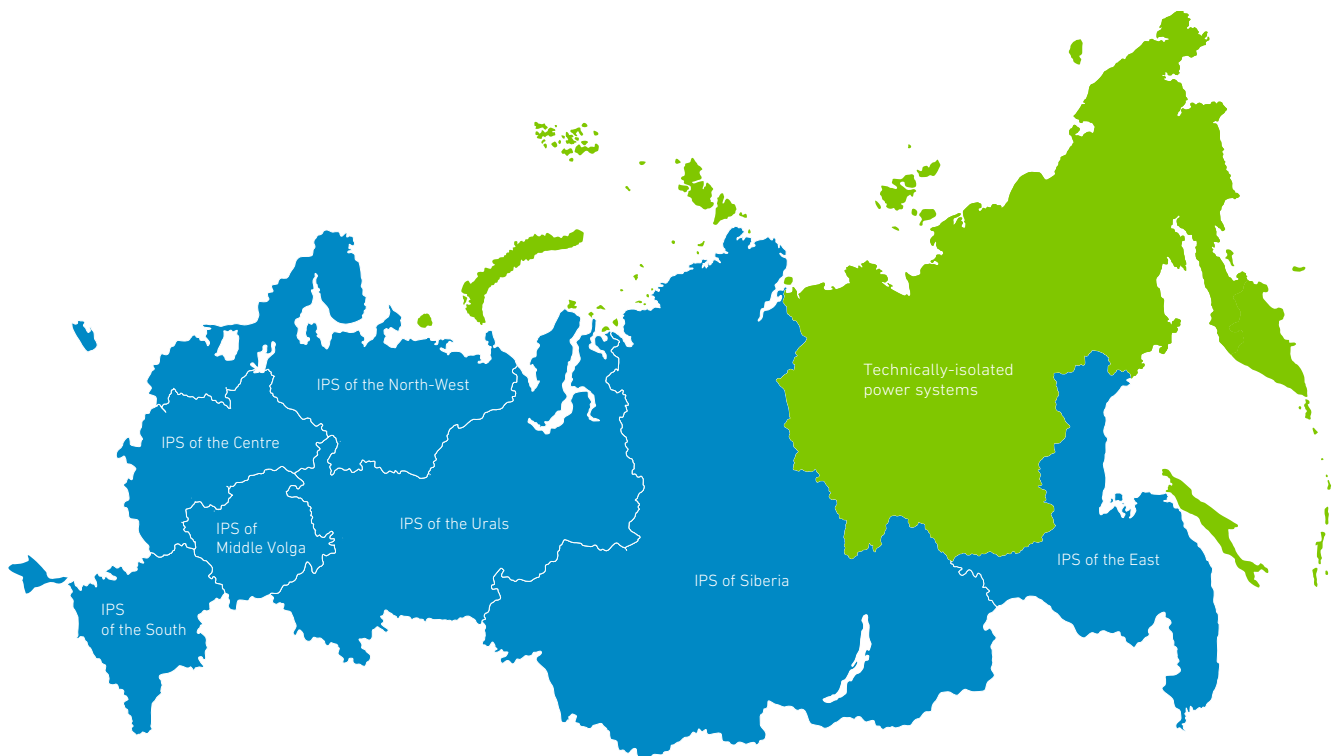 Technically-isolated
power systems
IPS of the North-West
IPS of the Centre
IPS of the Urals
IPS of
Middle Volga
IPS of the East
IPS of Siberia
IPS
of the South